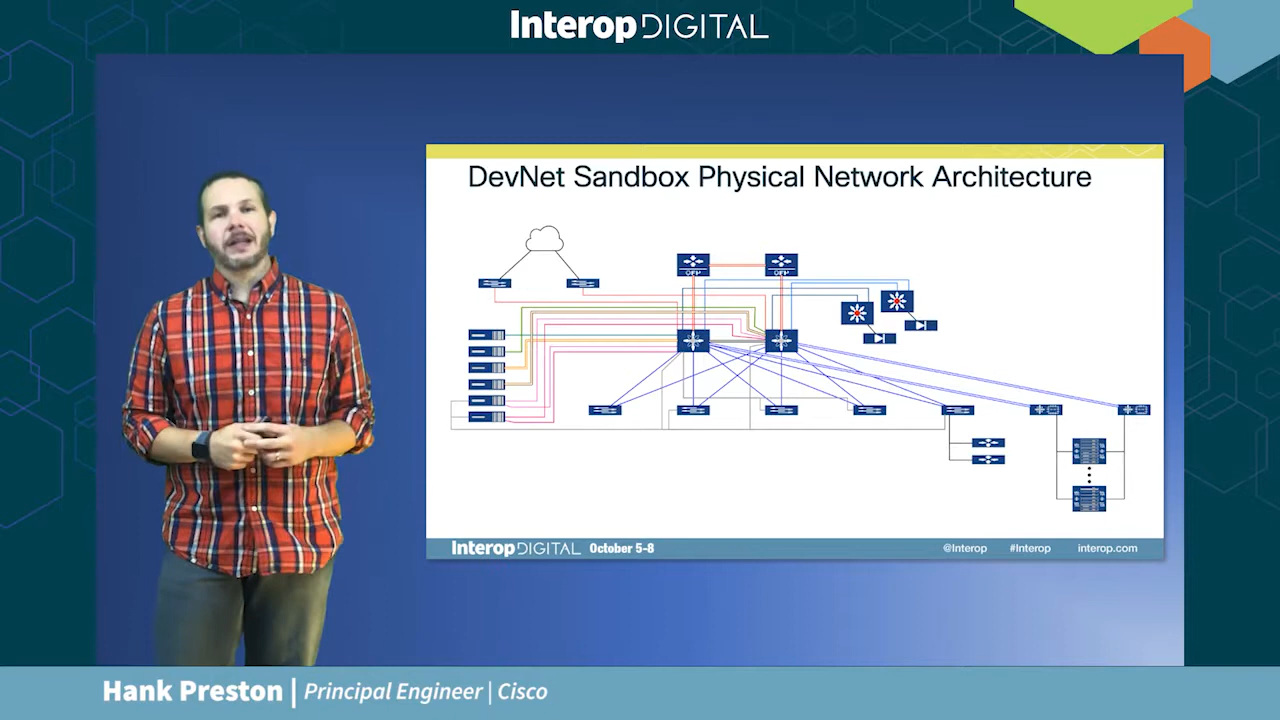 Interop DIGITAL
DevNet Sandbox Physical Network Architecture
Interop DIGITAL October 5-8
@Interop #Interop interop.com
Hank Preston | Principal Engineer | Cisco